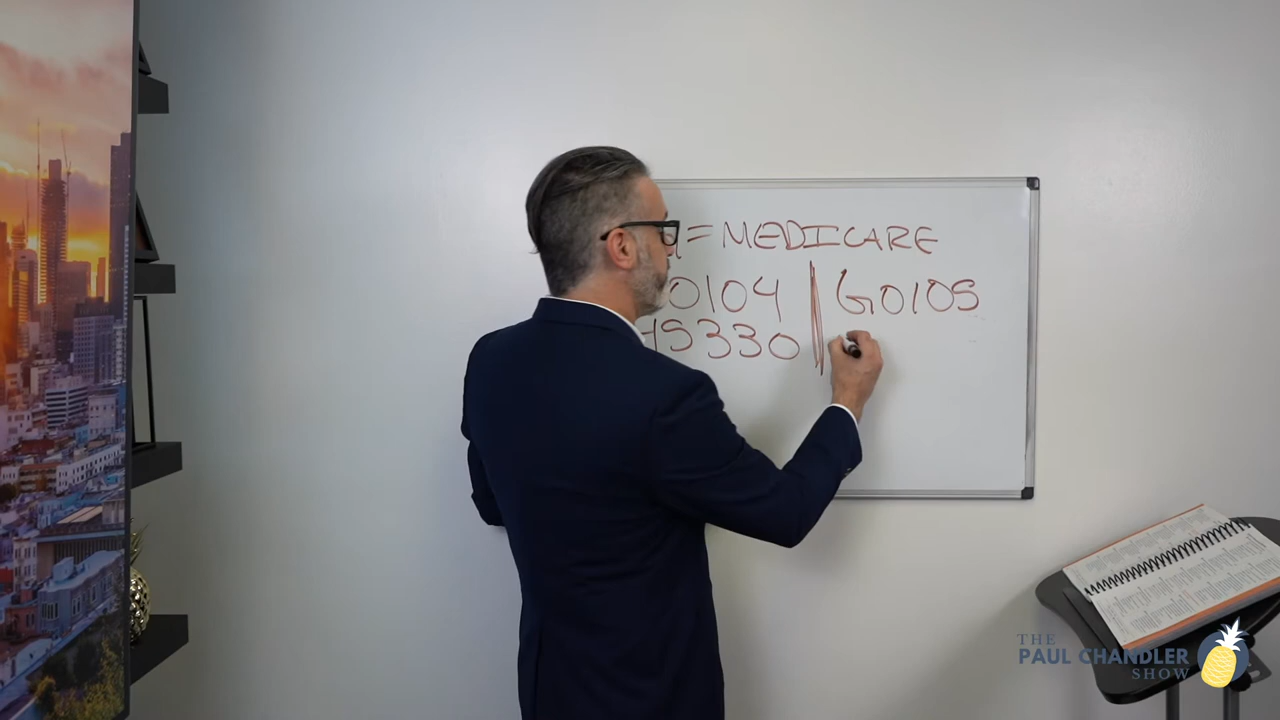 = MEDICARE
0104 | G0105
45330
THE
PAUL CHANDLER
SHOW